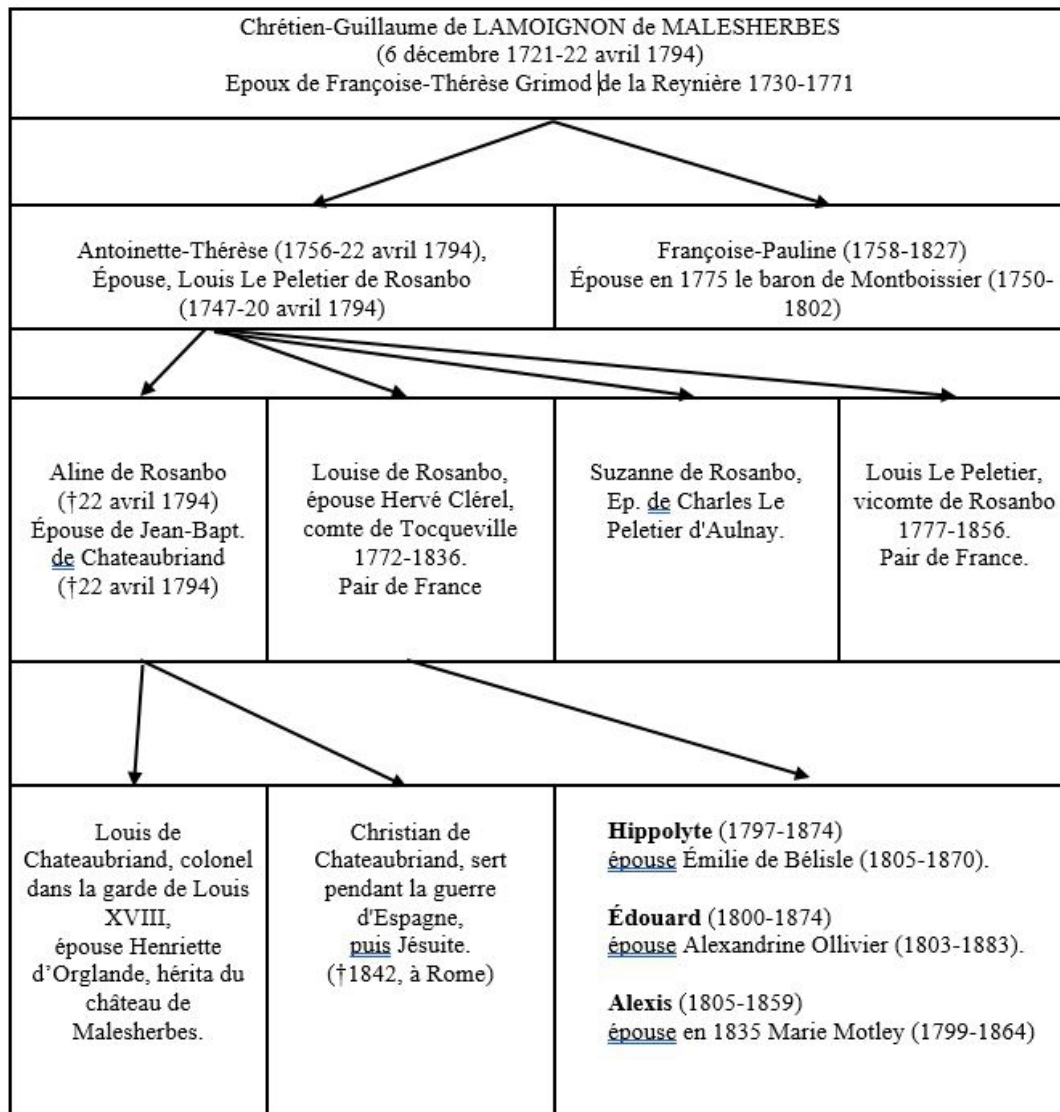 Chrétien-Guillaume de LAMOIGNON de MALESHERBES
(6 décembre 1721-22 avril 1794)
Epoux de Françoise-Thérèse Grimod de la Reynière 1730-1771
Antoinette-Thérèse (1756-22 avril 1794),
Épouse, Louis Le Peletier de Rosanbo
(1747-20 avril 1794)
Françoise-Pauline (1758-1827)
Épouse en 1775 le baron de Montboissier (1750-
1802)
Aline de Rosanbo
(†22 avril 1794)
Épouse de Jean-Bapt.
de Chateaubriand
(†22 avril 1794)
Louise de Rosanbo,
épouse Hervé Clérel,
comte de Tocqueville
1772-1836.
Pair de France
Suzanne de Rosanbo,
Ep. de Charles Le
Peletier d'Aulnay.
Louis Le Peletier,
vicomte de Rosanbo
1777-1856.
Pair de France.
Louis de
Chateaubriand, colonel
dans la garde de Louis
XVIII,
épouse Henriette
d’Orglande, hérita du
château de
Malesherbes.
Christian de
Chateaubriand, sert
pendant la guerre
d'Espagne,
puis Jésuite.
(†1842, à Rome)
Hippolyte (1797-1874)
épouse Émilie de Bélisle (1805-1870).
Édouard (1800-1874)
épouse Alexandrine Ollivier (1803-1883).
Alexis (1805-1859)
épouse en 1835 Marie Motley (1799-1864)